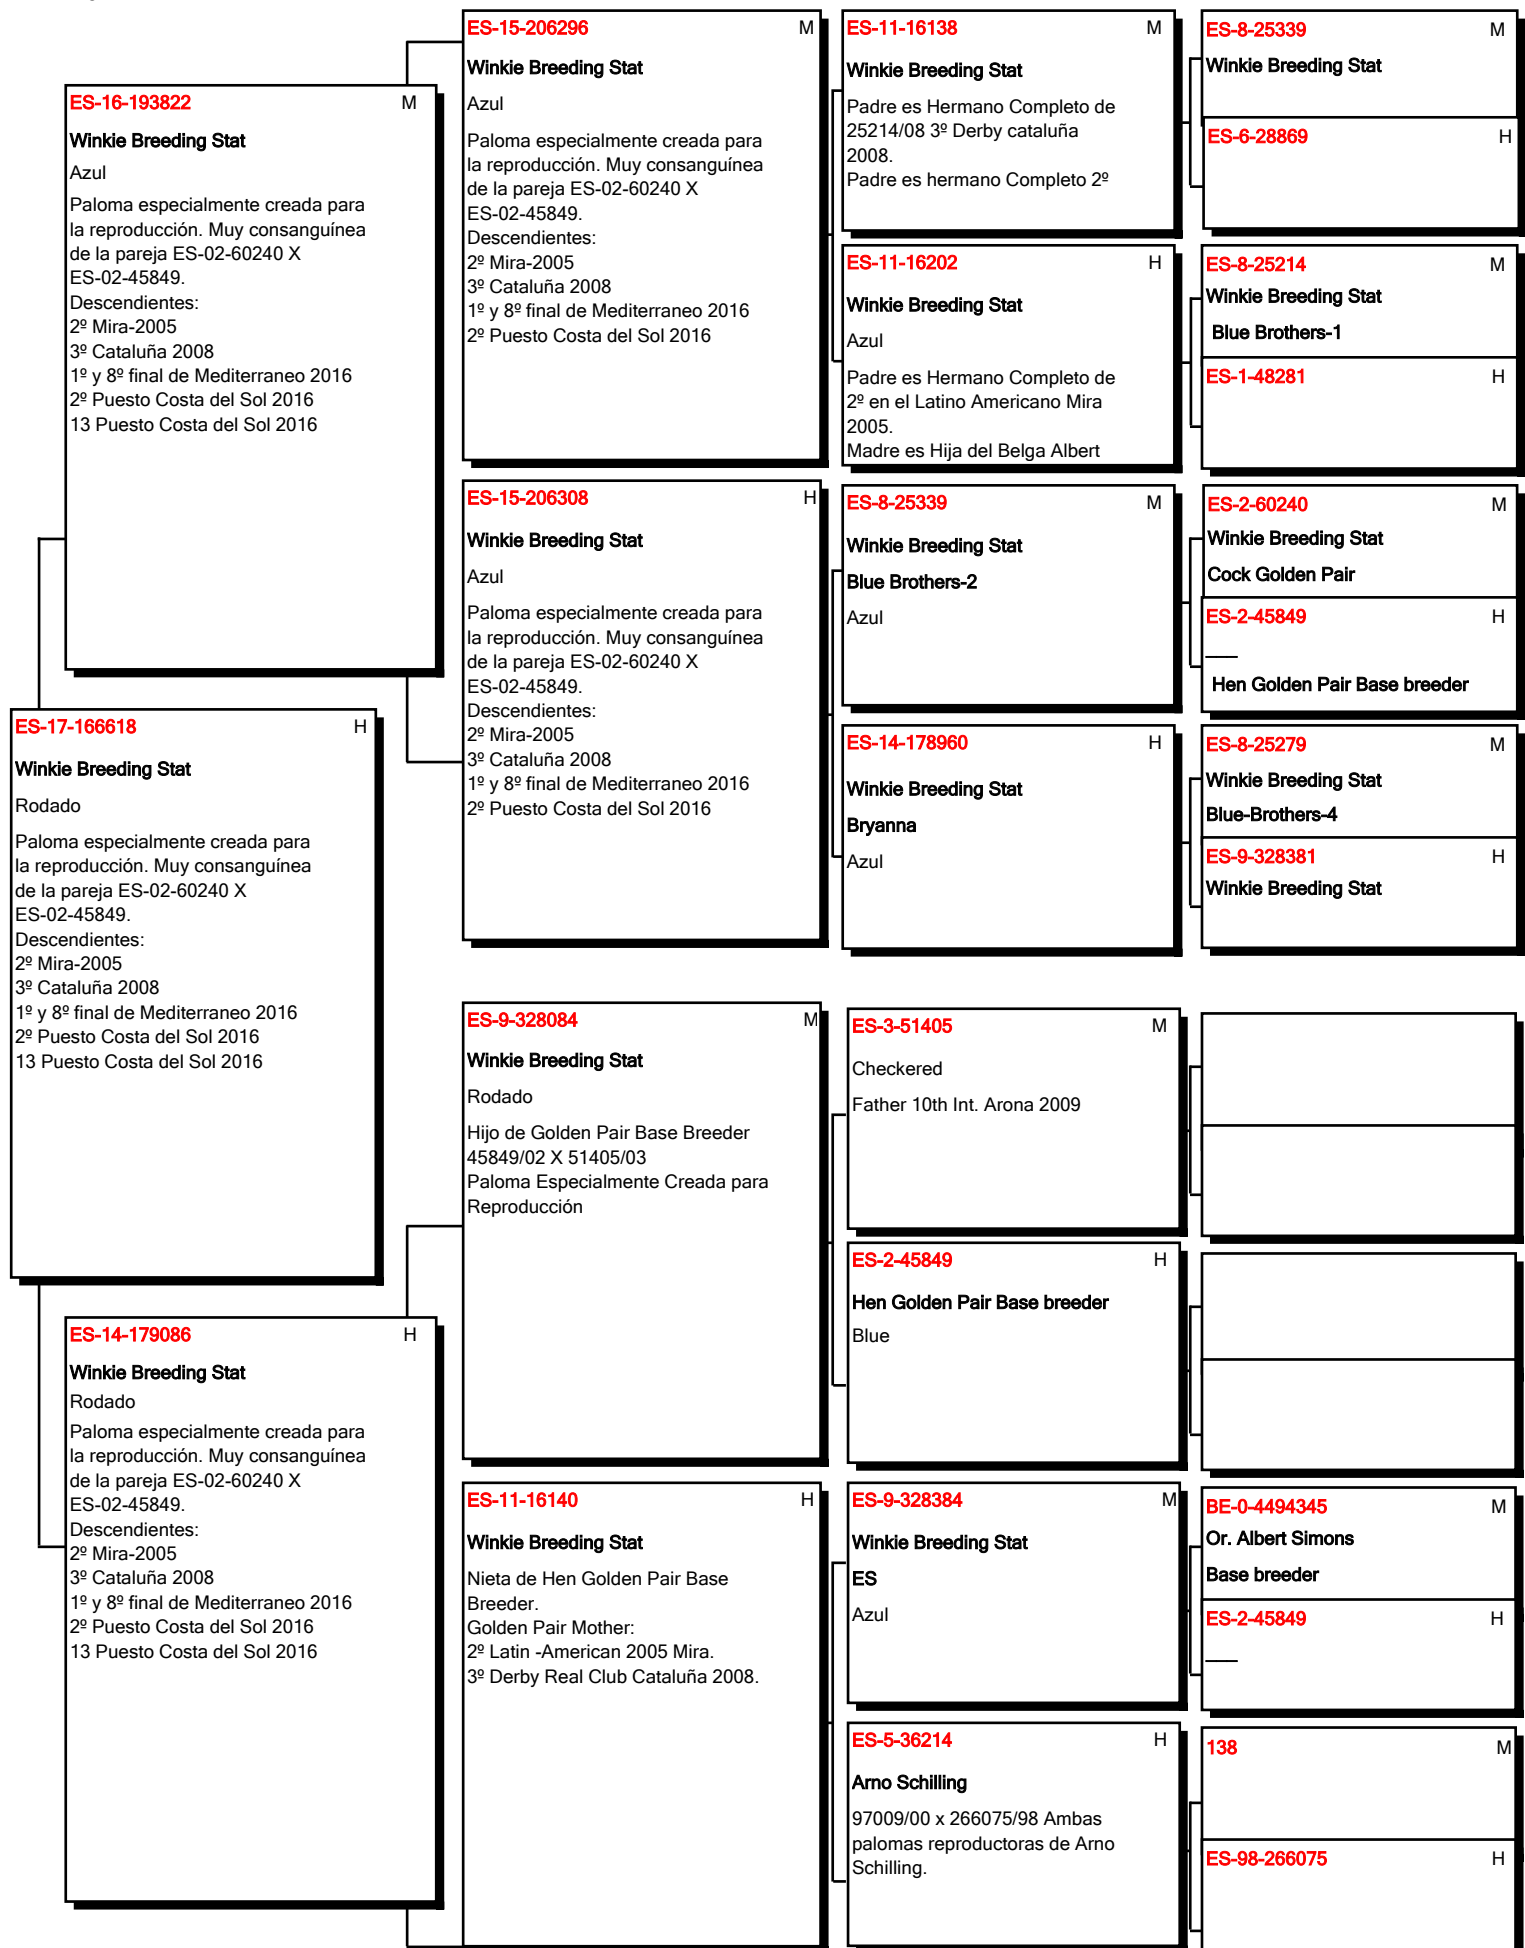 ES-17-166618 H
Winkie Breeding Stat
Rodado
Paloma especialmente creada para
la reproducción. Muy consanguínea
de la pareja ES-02-60240 X
ES-02-45849.
Descendientes:
2º Mira-2005
3º Cataluña 2008
1º y 8º final de Mediterraneo 2016
2º Puesto Costa del Sol 2016
13 Puesto Costa del Sol 2016
ES-16-193822 M
Winkie Breeding Stat
Azul
Paloma especialmente creada para
la reproducción. Muy consanguínea
de la pareja ES-02-60240 X
ES-02-45849.
Descendientes:
2º Mira-2005
3º Cataluña 2008
1º y 8º final de Mediterraneo 2016
2º Puesto Costa del Sol 2016
13 Puesto Costa del Sol 2016
ES-14-179086 H
Winkie Breeding Stat
Rodado
Paloma especialmente creada para
la reproducción. Muy consanguínea
de la pareja ES-02-60240 X
ES-02-45849.
Descendientes:
2º Mira-2005
3º Cataluña 2008
1º y 8º final de Mediterraneo 2016
2º Puesto Costa del Sol 2016
13 Puesto Costa del Sol 2016
ES-15-206296 M
Winkie Breeding Stat
Azul
Paloma especialmente creada para
la reproducción. Muy consanguínea
de la pareja ES-02-60240 X
ES-02-45849.
Descendientes:
2º Mira-2005
3º Cataluña 2008
1º y 8º final de Mediterraneo 2016
2º Puesto Costa del Sol 2016
ES-15-206308 H
Winkie Breeding Stat
Azul
Paloma especialmente creada para
la reproducción. Muy consanguínea
de la pareja ES-02-60240 X
ES-02-45849.
Descendientes:
2º Mira-2005
3º Cataluña 2008
1º y 8º final de Mediterraneo 2016
2º Puesto Costa del Sol 2016
ES-9-328084 M
Winkie Breeding Stat
Rodado
Hijo de Golden Pair Base Breeder
45849/02 X 51405/03
Paloma Especialmente Creada para
Reproducción
ES-11-16140 H
Winkie Breeding Stat
Nieta de Hen Golden Pair Base
Breeder.
Golden Pair Mother:
2º Latin -American 2005 Mira.
3º Derby Real Club Cataluña 2008.
ES-11-16138 M
Winkie Breeding Stat
Padre es Hermano Completo de
25214/08 3º Derby cataluña
2008.
Padre es hermano Completo 2º
ES-11-16202 H
Winkie Breeding Stat
Azul
Padre es Hermano Completo de
2º en el Latino Americano Mira
2005.
Madre es Hija del Belga Albert
ES-8-25339 M
Winkie Breeding Stat
Blue Brothers-2
Azul
ES-14-178960 H
Winkie Breeding Stat
Bryanna
Azul
ES-3-51405 M
Checkered
Father 10th Int. Arona 2009
ES-2-45849 H
Hen Golden Pair Base breeder
Blue
ES-9-328384 M
Winkie Breeding Stat
ES
Azul
ES-5-36214 H
Arno Schilling
97009/00 x 266075/98 Ambas
palomas reproductoras de Arno
Schilling.
ES-8-25339 M
Winkie Breeding Stat
ES-6-28869 H
ES-8-25214 M
Winkie Breeding Stat
Blue Brothers-1
ES-1-48281 H
ES-2-60240 M
Winkie Breeding Stat
Cock Golden Pair
ES-2-45849 H
___
Hen Golden Pair Base breeder
ES-8-25279 M
Winkie Breeding Stat
Blue-Brothers-4
ES-9-328381 H
Winkie Breeding Stat
BE-0-4494345 M
Or. Albert Simons
Base breeder
ES-2-45849 H
___
138 M
ES-98-266075 H